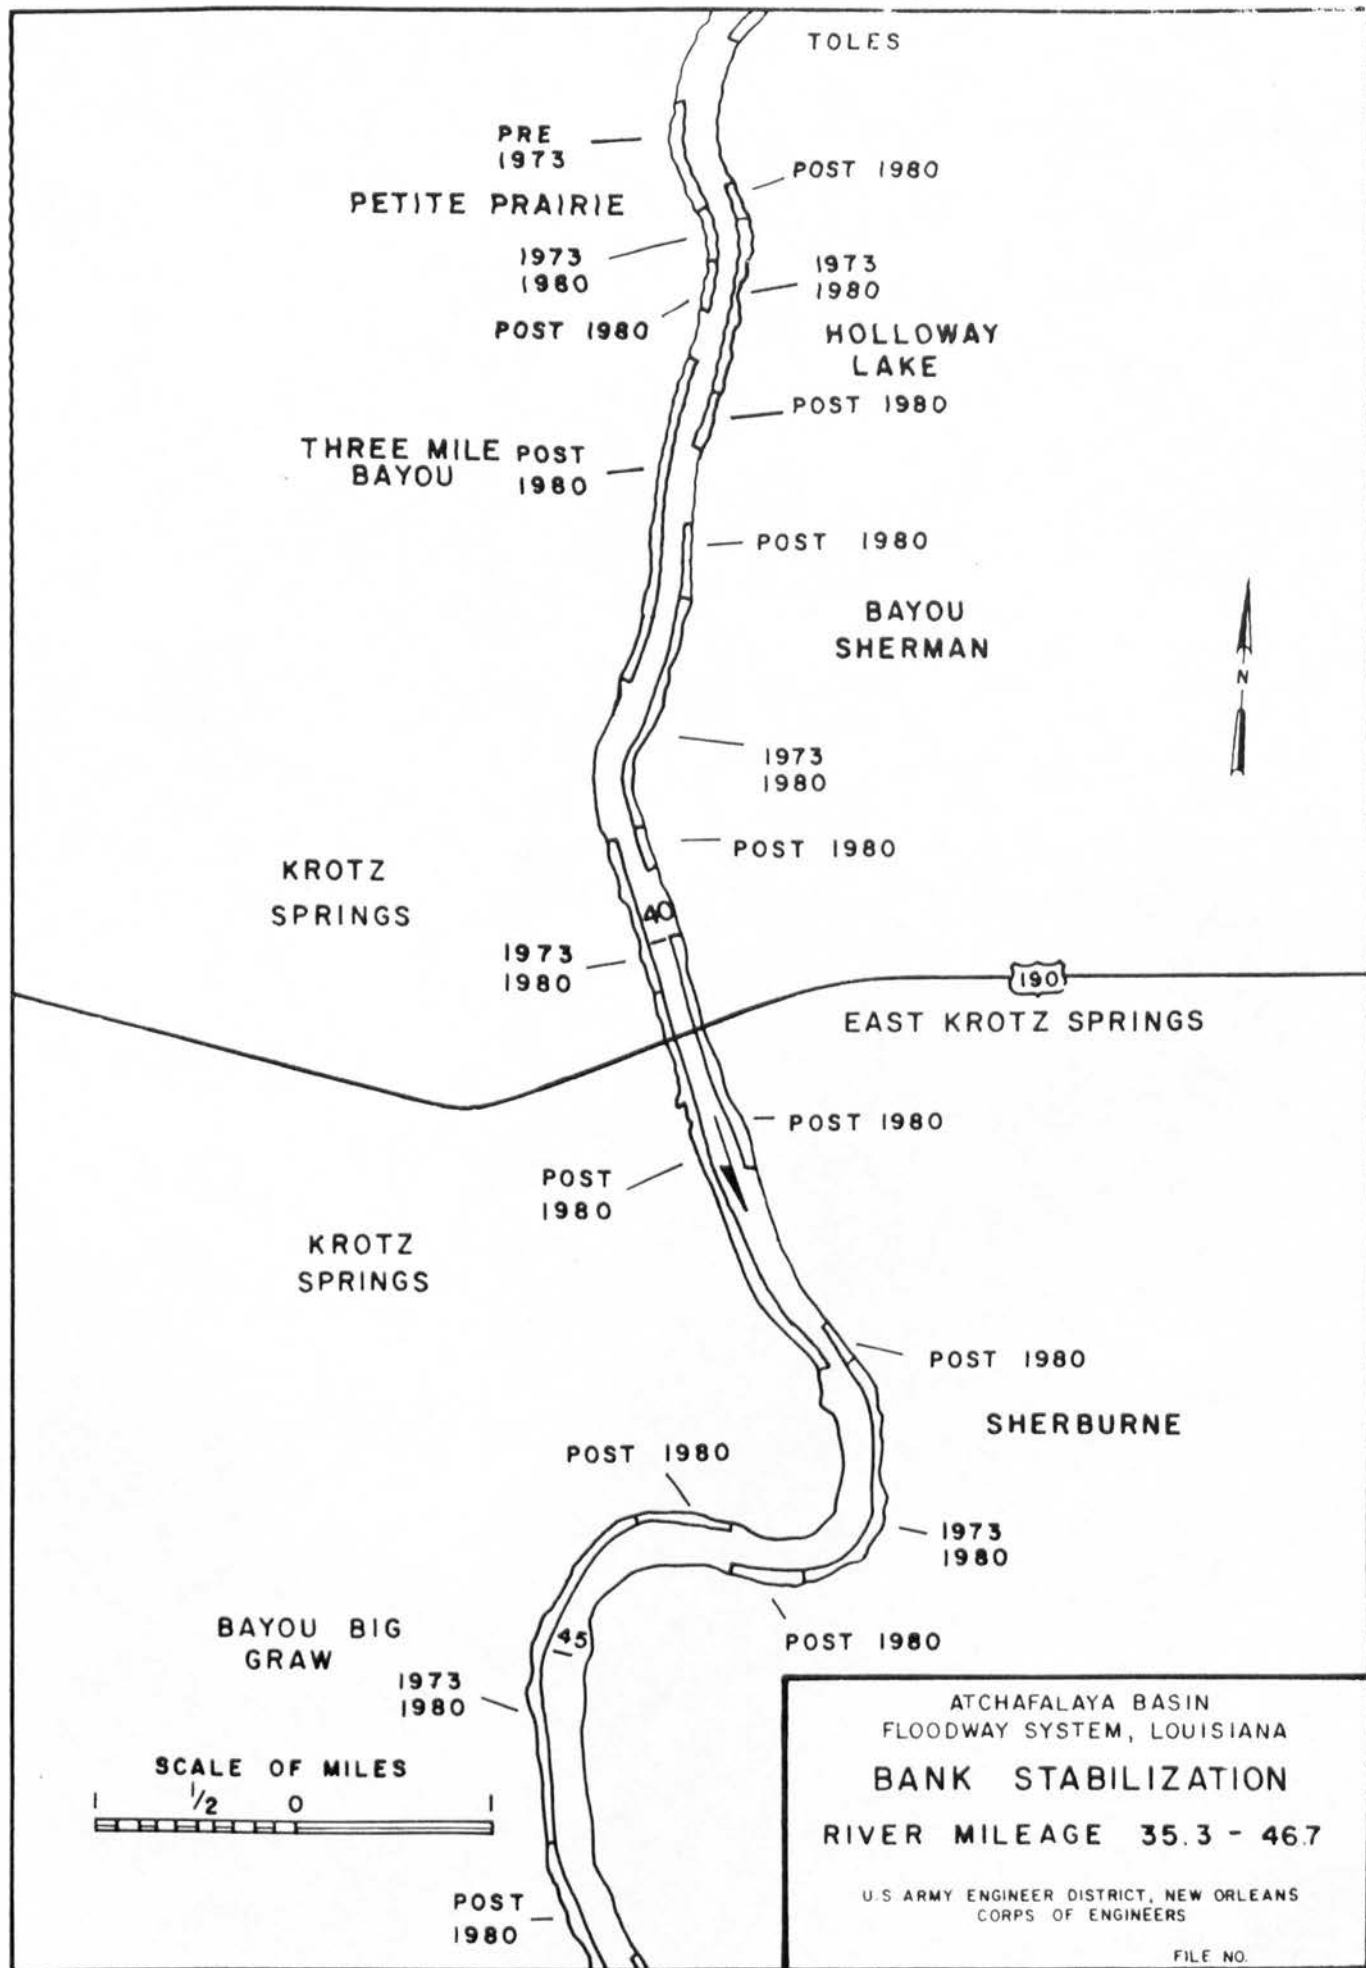 TOLES
PRE
1973
POST 1980
PETITE PRAIRIE
1973
1980
1973
1980
POST 1980
HOLLOWAY
LAKE
POST 1980
THREE MILE
BAYOU
POST
1980
POST 1980
BAYOU
SHERMAN
N
1973
1980
POST 1980
KROTZ
SPRINGS
40
1973
1980
190
EAST KROTZ SPRINGS
POST 1980
POST
1980
KROTZ
SPRINGS
POST 1980
SHERBURNE
POST 1980
1973
1980
POST 1980
BAYOU BIG
GRAW
45
1973
1980
SCALE OF MILES
1 1/2 0 1
POST
1980
ATCHAFALAYA BASIN
FLOODWAY SYSTEM, LOUISIANA
BANK STABILIZATION
RIVER MILEAGE 35.3 - 46.7
U.S ARMY ENGINEER DISTRICT, NEW ORLEANS
CORPS OF ENGINEERS
FILE NO.